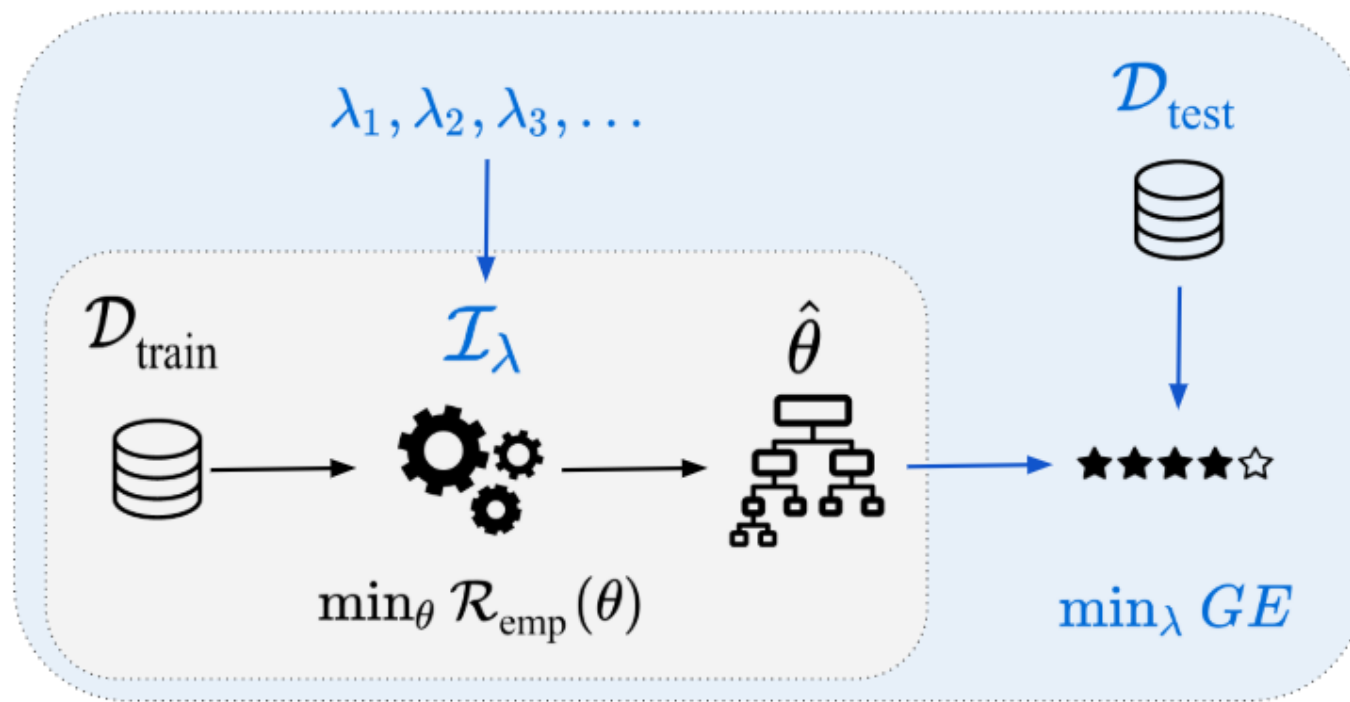 λ₁, λ₂, λ₃, …
𝒟_test
𝒟_train
ℐ_λ
θ̂
min_θ ℛ_emp(θ)
min_λ GE